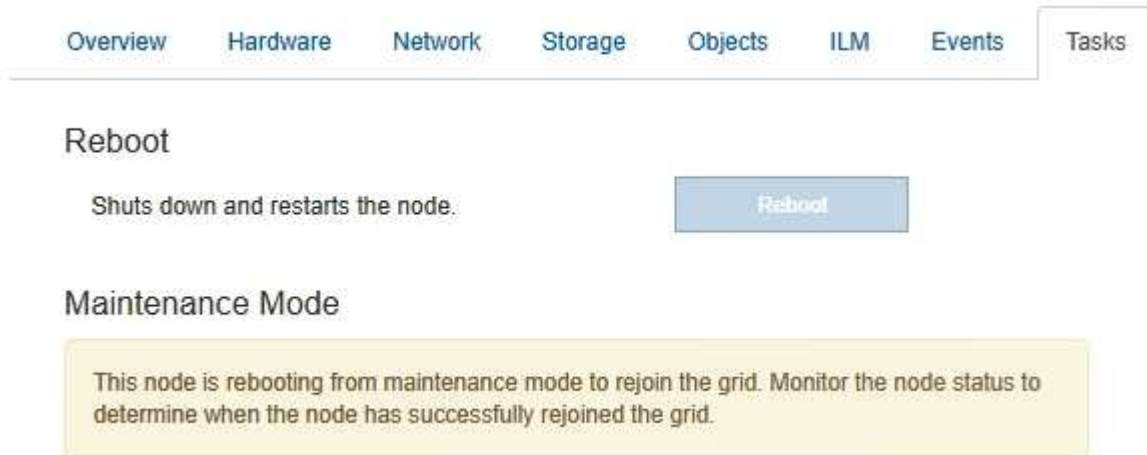 Overview Hardware Network Storage Objects ILM Events Tasks
Reboot
Shuts down and restarts the node. Reboot
Maintenance Mode
This node is rebooting from maintenance mode to rejoin the grid. Monitor the node status to
determine when the node has successfully rejoined the grid.